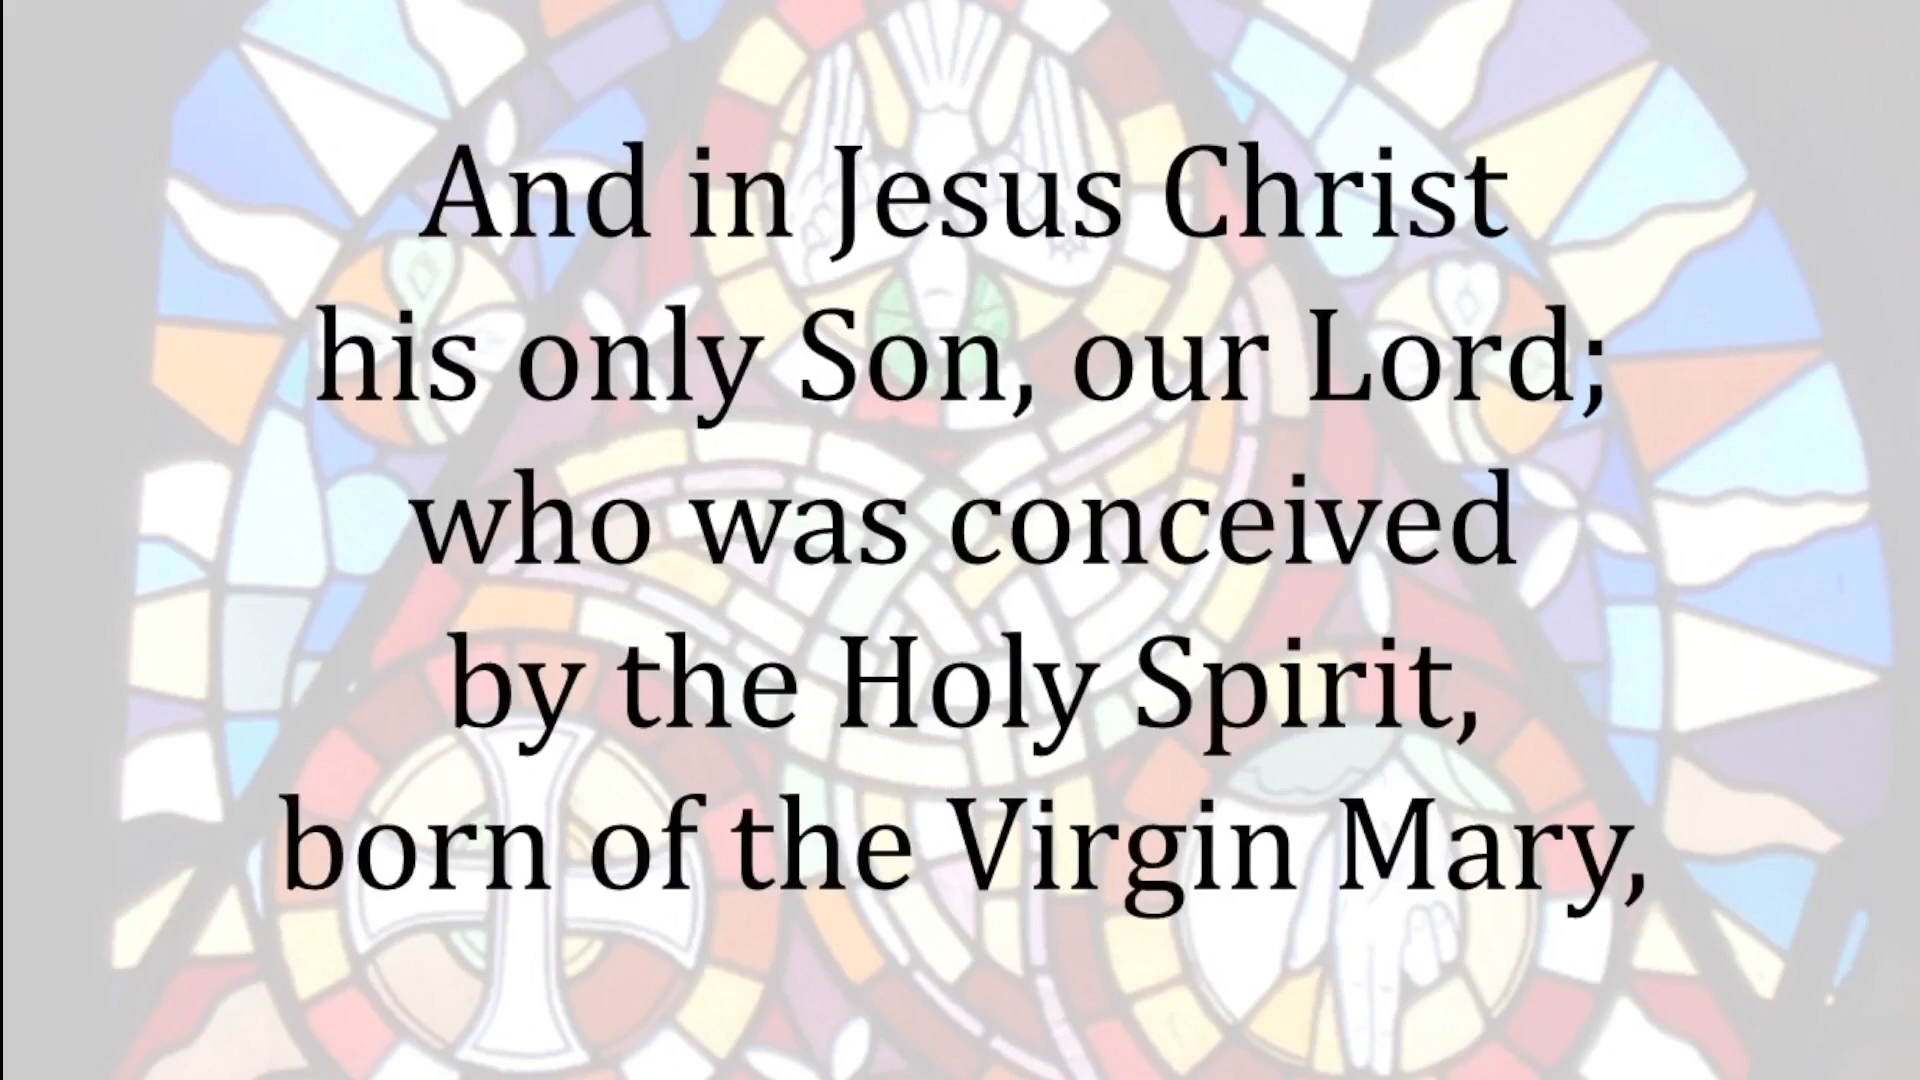 And in Jesus Christ
his only Son, our Lord;
who was conceived
by the Holy Spirit,
born of the Virgin Mary,